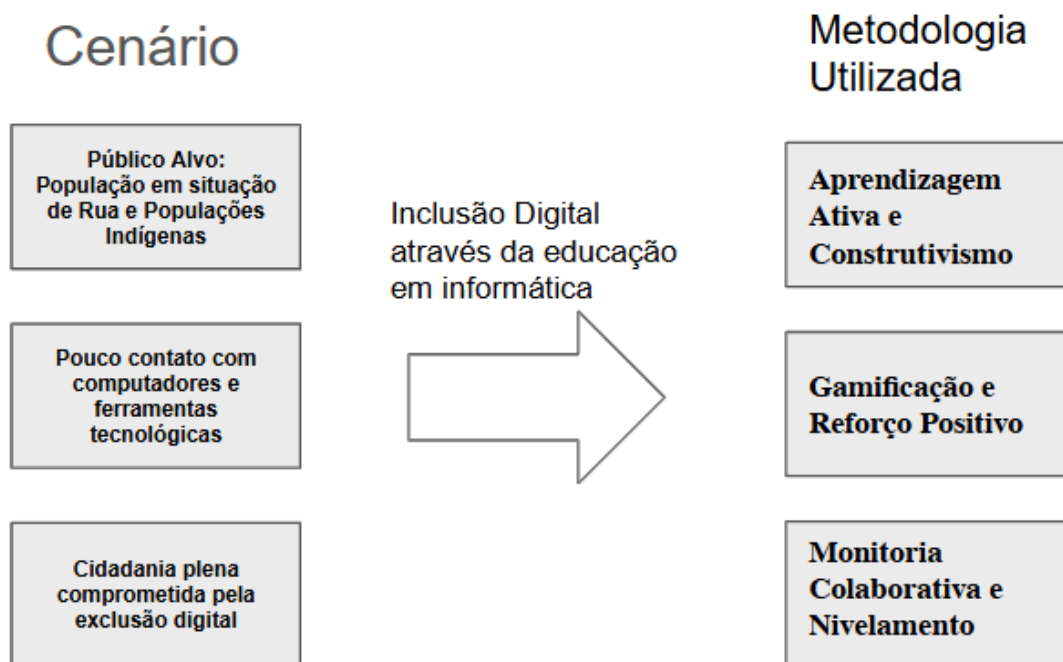 Cenário
Público Alvo:
População em situação
de Rua e Populações
Indígenas
Pouco contato com
computadores e
ferramentas
tecnológicas
Cidadania plena
comprometida pela
exclusão digital
Inclusão Digital
através da educação
em informática
Metodologia
Utilizada
Aprendizagem
Ativa e
Construtivismo
Gamificação e
Reforço Positivo
Monitoria
Colaborativa e
Nivelamento